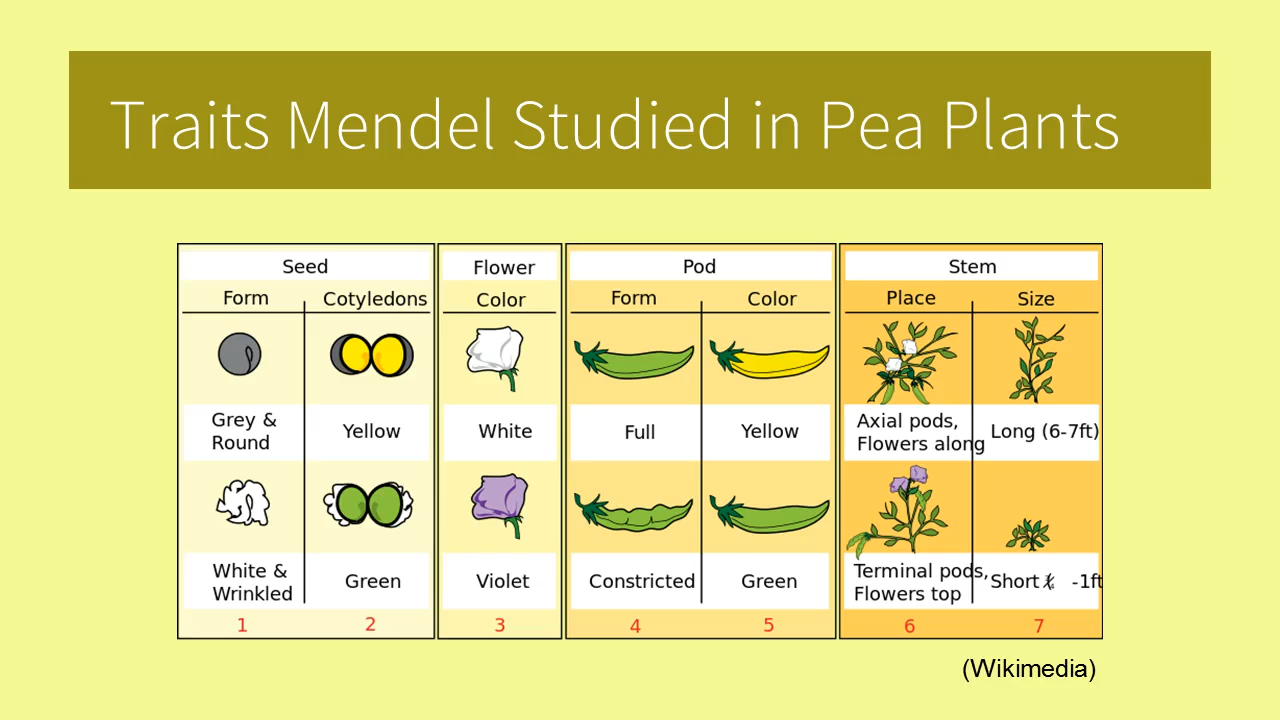 Traits Mendel Studied in Pea Plants
Seed
Flower
Pod
Stem
Form
Cotyledons
Color
Form
Color
Place
Size
Grey &
Round
Yellow
White
Full
Yellow
Axial pods,
Flowers along
Long (6-7ft)
White &
Wrinkled
Green
Violet
Constricted
Green
Terminal pods,
Flowers top
Short -1ft
1
2
3
4
5
6
7
(Wikimedia)